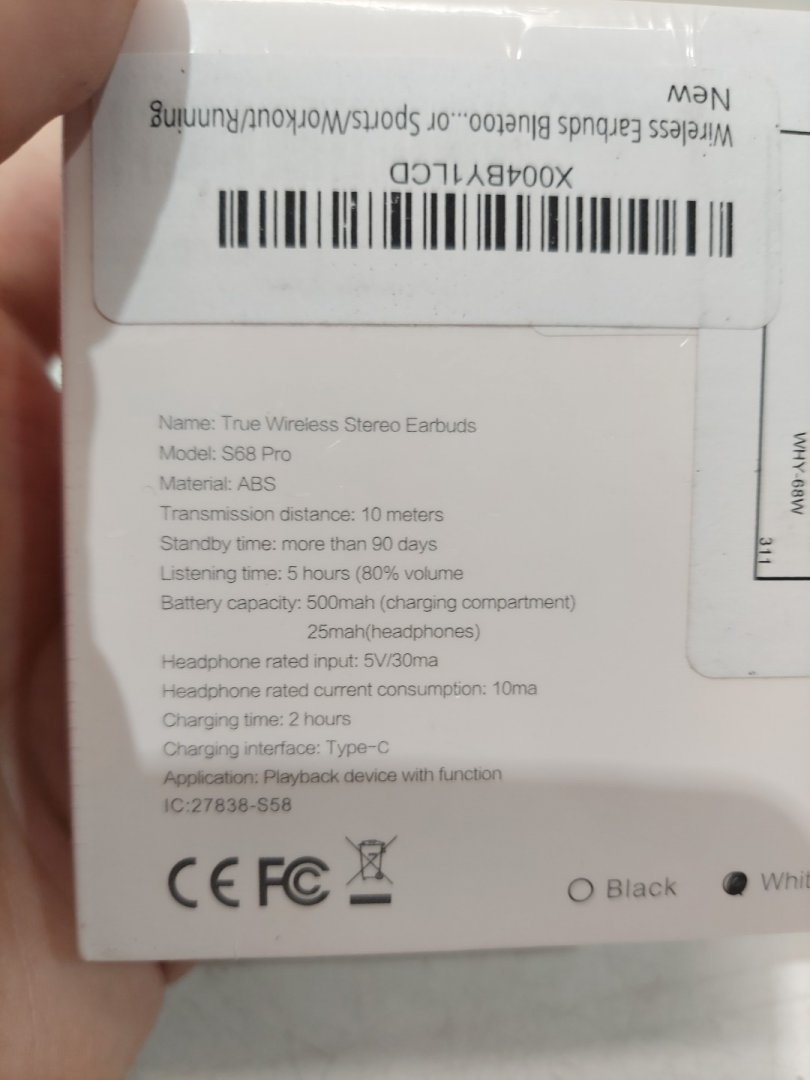 New
Wireless Earbuds Bluetoo...or Sports/Workout/Running
X004BY1LCD
Name: True Wireless Stereo Earbuds
Model: S68 Pro
Material: ABS
Transmission distance: 10 meters
Standby time: more than 90 days
Listening time: 5 hours (80% volume
Battery capacity: 500mah (charging compartment)
25mah(headphones)
Headphone rated input: 5V/30ma
Headphone rated current consumption: 10ma
Charging time: 2 hours
Charging interface: Type-C
Application: Playback device with function
IC:27838-S58
CE FC
Black
Whit
WHY-68W
311